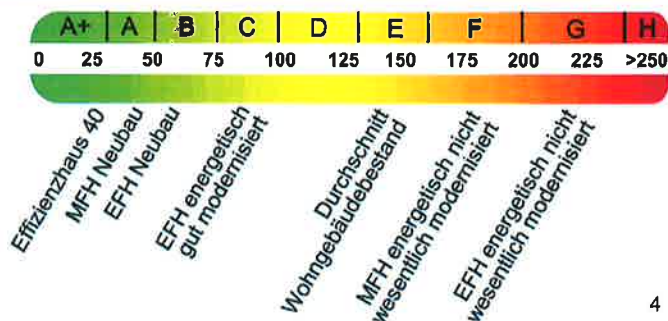 A+ A B C D E F G H
0 25 50 75 100 125 150 175 200 225 >250
Effizienzhaus 40
MFH Neubau
EFH Neubau
EFH energetisch
gut modernisiert
Durchschnitt
Wohngebäudebestand
MFH energetisch nicht
wesentlich modernisiert
EFH energetisch nicht
wesentlich modernisiert
4